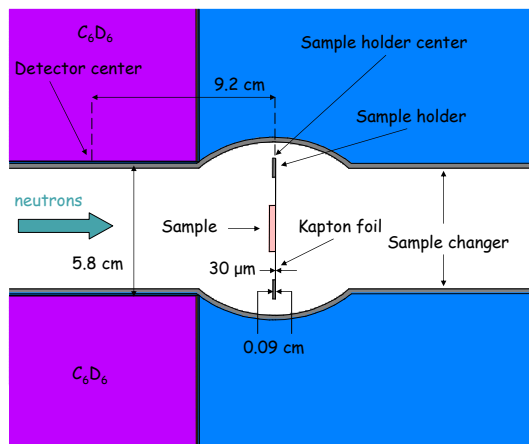 C₆D₆
Sample holder center
Detector center
9.2 cm
Sample holder
neutrons
Sample
Kapton foil
Sample changer
5.8 cm
30 µm
0.09 cm
C₆D₆